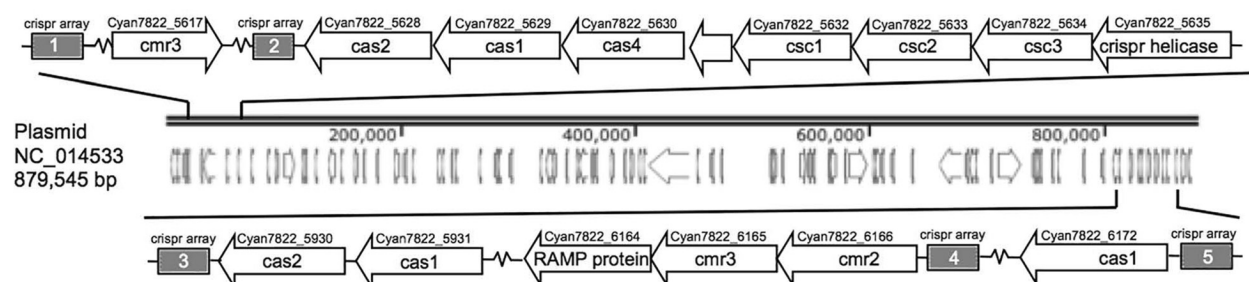 crispr array Cyan7822_5617 crispr array Cyan7822_5628 Cyan7822_5629 Cyan7822_5630 Cyan7822_5632 Cyan7822_5633 Cyan7822_5634 Cyan7822_5635
1 cmr3 2 cas2 cas1 cas4 csc1 csc2 csc3 crispr helicase
Plasmid
NC_014533
879,545 bp
200,000 400,000 600,000 800,000
crispr array Cyan7822_5930 Cyan7822_5931 Cyan7822_6164 Cyan7822_6165 Cyan7822_6166 crispr array Cyan7822_6172 crispr array
3 cas2 cas1 RAMP protein cmr3 cmr2 4 cas1 5